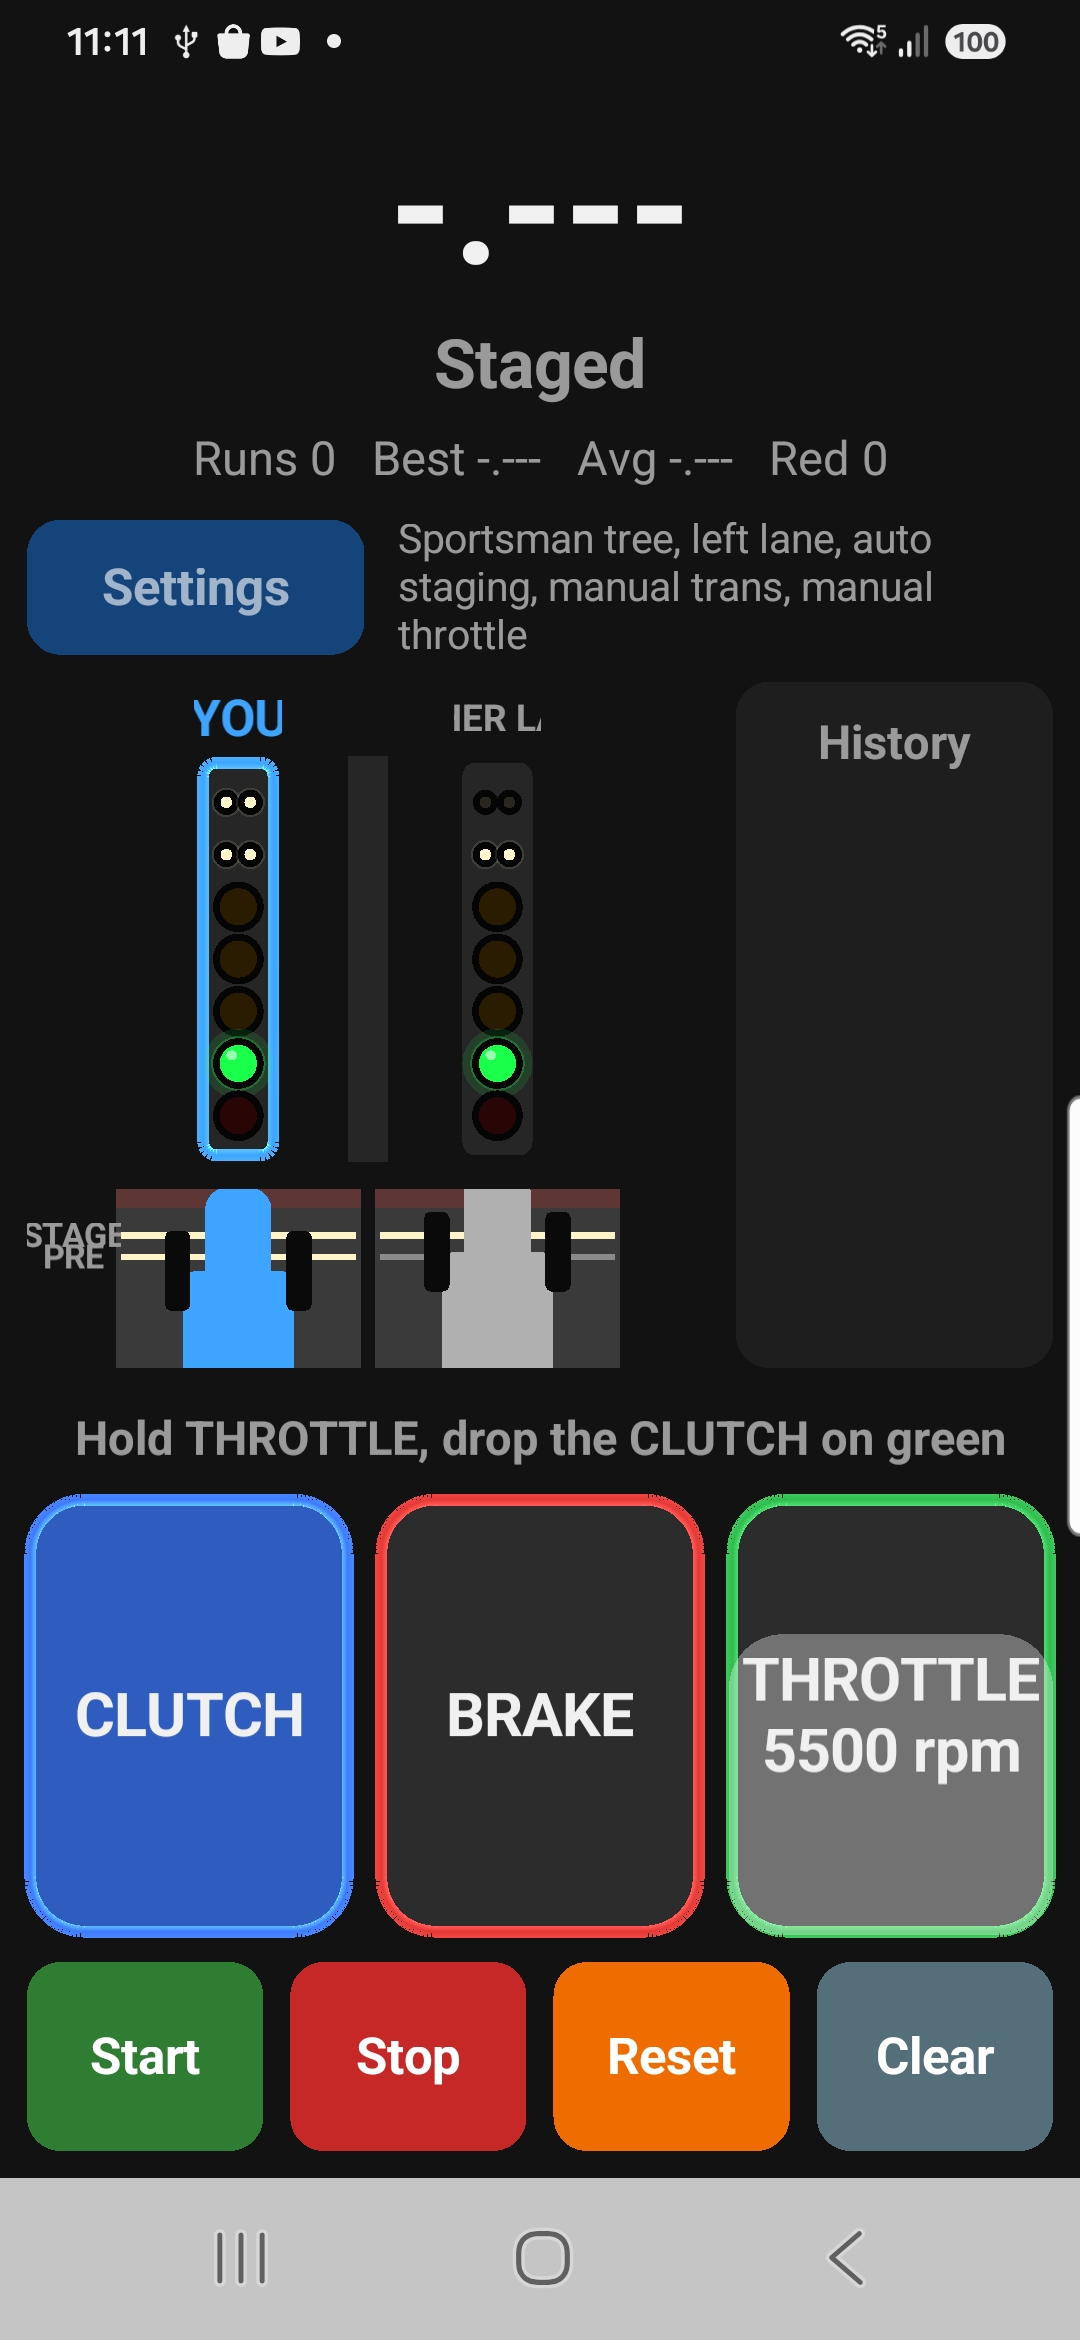 11:11
5
100
-.---
Staged
Runs 0 Best -.--- Avg -.--- Red 0
Settings
Sportsman tree, left lane, auto
staging, manual trans, manual
throttle
YOU
IER LA
History
STAGE
PRE
Hold THROTTLE, drop the CLUTCH on green
CLUTCH
BRAKE
THROTTLE
5500 rpm
Start
Stop
Reset
Clear